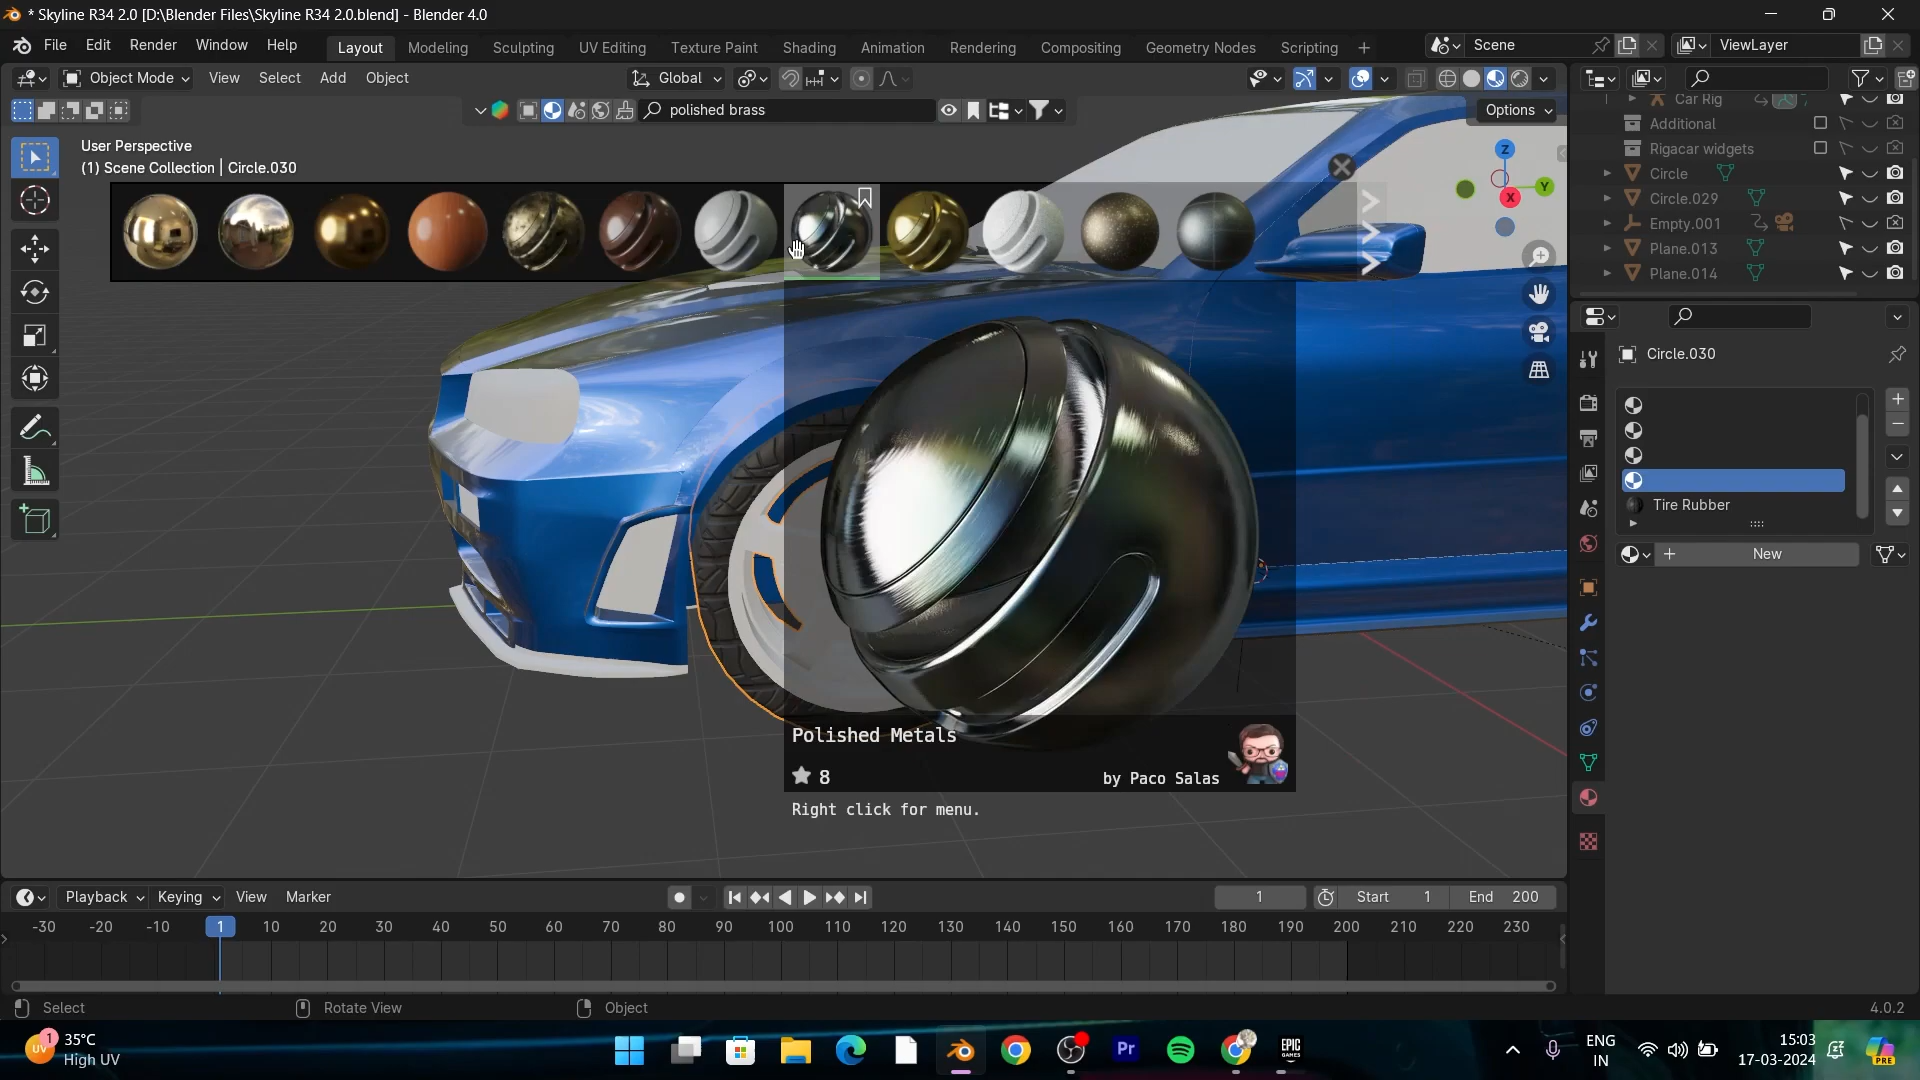 * Skyline R34 2.0 [D:\Blender Files\Skyline R34 2.0.blend] - Blender 4.0
File Edit Render Window Help Layout Modeling Sculpting UV Editing Texture Paint Shading Animation Rendering Compositing Geometry Nodes Scripting + Scene ViewLayer
Object Mode View Select Add Object Global
polished brass Options
Car Rig
Additional
Rigacar widgets
Circle
Circle.029
Empty.001
Plane.013
Plane.014
User Perspective
(1) Scene Collection | Circle.030
Z
Y
X
Circle.030
Tire Rubber
+ New
Polished Metals
8 by Paco Salas
Right click for menu.
Playback Keying View Marker 1 Start 1 End 200
-30 -20 -10 1 10 20 30 40 50 60 70 80 90 100 110 120 130 140 150 160 170 180 190 200 210 220 230
Select Rotate View Object 4.0.2
UV 1 35°C
High UV
Pr
EPIC
GAMES
ENG
IN
15:03
17-03-2024
PRE